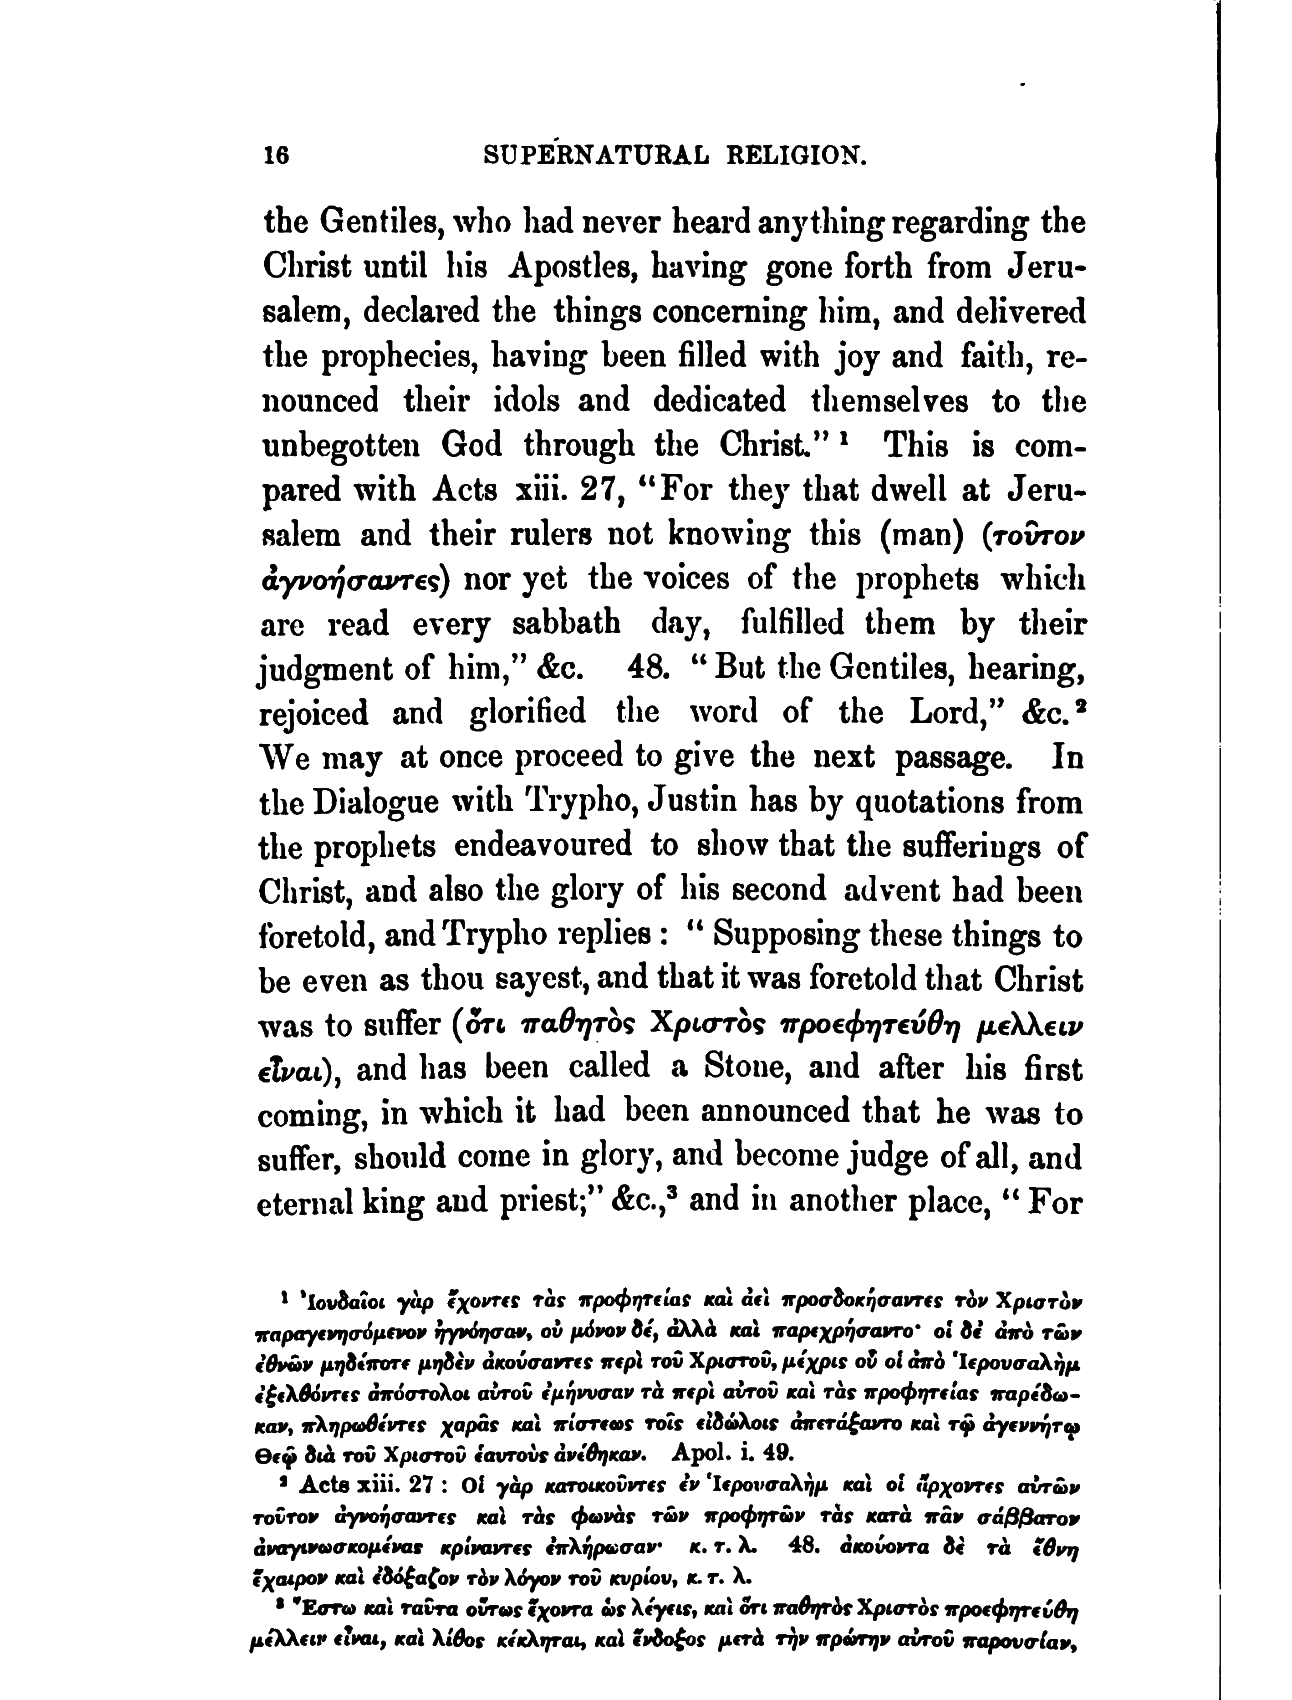 16 SUPERNATURAL RELIGION.
the Gentiles, who had never heard anything regarding the
Christ until his Apostles, having gone forth from Jeru-
salem, declared the things concerning him, and delivered
the prophecies, having been filled with joy and faith, re-
nounced their idols and dedicated themselves to the
unbegotten God through the Christ.” ¹ This is com-
pared with Acts xiii. 27, “For they that dwell at Jeru-
salem and their rulers not knowing this (man) (τοῦτον
ἀγνοήσαντες) nor yet the voices of the prophets which
are read every sabbath day, fulfilled them by their
judgment of him,” &c. 48. “ But the Gentiles, hearing,
rejoiced and glorified the word of the Lord,” &c.²
We may at once proceed to give the next passage. In
the Dialogue with Trypho, Justin has by quotations from
the prophets endeavoured to show that the sufferings of
Christ, and also the glory of his second advent had been
foretold, and Trypho replies : “ Supposing these things to
be even as thou sayest, and that it was foretold that Christ
was to suffer (ὅτι παθητὸς Χριστὸς προεφητεύθη μελλειν
εἶναι), and has been called a Stone, and after his first
coming, in which it had been announced that he was to
suffer, should come in glory, and become judge of all, and
eternal king and priest;” &c.,³ and in another place, “ For
¹ Ἰουδαῖοι γὰρ ἔχοντες τὰς προφητείας καὶ ἀεὶ προσδοκήσαντες τὸν Χριστὸν
παραγενησόμενον ἠγνόησαν, οὐ μόνον δέ, ἀλλὰ καὶ παρεχρήσαντο· οἱ δὲ ἀπὸ τῶν
ἐθνῶν μηδέποτε μηδὲν ἀκούσαντες περὶ τοῦ Χριστοῦ, μέχρις οὗ οἱ ἀπὸ Ἱερουσαλὴμ
ἐξελθόντες ἀπόστολοι αὐτοῦ ἐμήνυσαν τὰ περὶ αὐτοῦ καὶ τὰς προφητείας παρέδω-
καν, πληρωθέντες χαρᾶς καὶ πίστεως τοῖς εἰδώλοις ἀπετάξαντο καὶ τῷ ἀγεννήτῳ
Θεῷ διὰ τοῦ Χριστοῦ ἑαυτοὺς ἀνέθηκαν. Apol. i. 49.
² Acts xiii. 27 : Οἱ γὰρ κατοικοῦντες ἐν Ἱερουσαλὴμ καὶ οἱ ἄρχοντες αὐτῶν
τοῦτον ἀγνοήσαντες καὶ τὰς φωνὰς τῶν προφητῶν τὰς κατὰ πᾶν σάββατον
ἀναγινωσκομένας κρίναντες ἐπλήρωσαν· κ. τ. λ. 48. ἀκούοντα δὲ τὰ ἔθνη
ἔχαιρον καὶ ἐδόξαζον τὸν λόγον τοῦ κυρίου, κ. τ. λ.
³ Ἔστω καὶ ταῦτα οὕτως ἔχοντα ὡς λέγεις, καὶ ὅτι παθητὸς Χριστὸς προεφητεύθη
μέλλειν εἶναι, καὶ λίθος κέκληται, καὶ ἔνδοξος μετὰ τὴν πρώτην αὐτοῦ παρουσίαν,